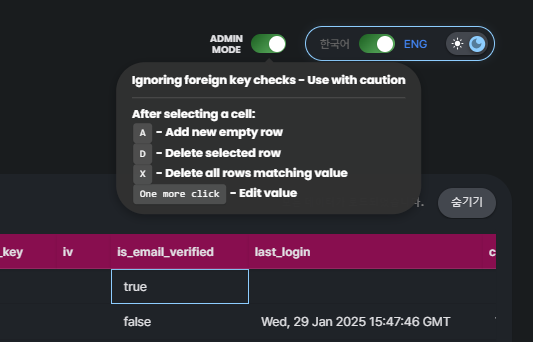 ADMIN
MODE
한국어
ENG
Ignoring foreign key checks - Use with caution
After selecting a cell:
A - Add new empty row
D - Delete selected row
X - Delete all rows matching value
One more click - Edit value
다.
숨기기
_key iv is_email_verified last_login c
true
false Wed, 29 Jan 2025 15:47:46 GMT